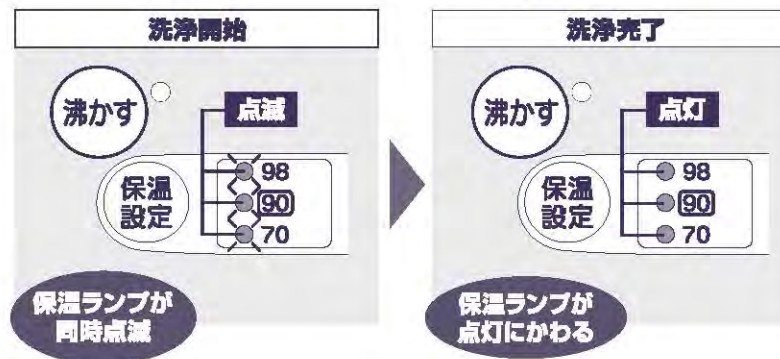 洗浄開始
沸かす
点滅
保温
設定
98
90
70
保温ランプが
同時点滅
洗浄完了
沸かす
点灯
保温
設定
98
90
70
保温ランプが
点灯にかわる